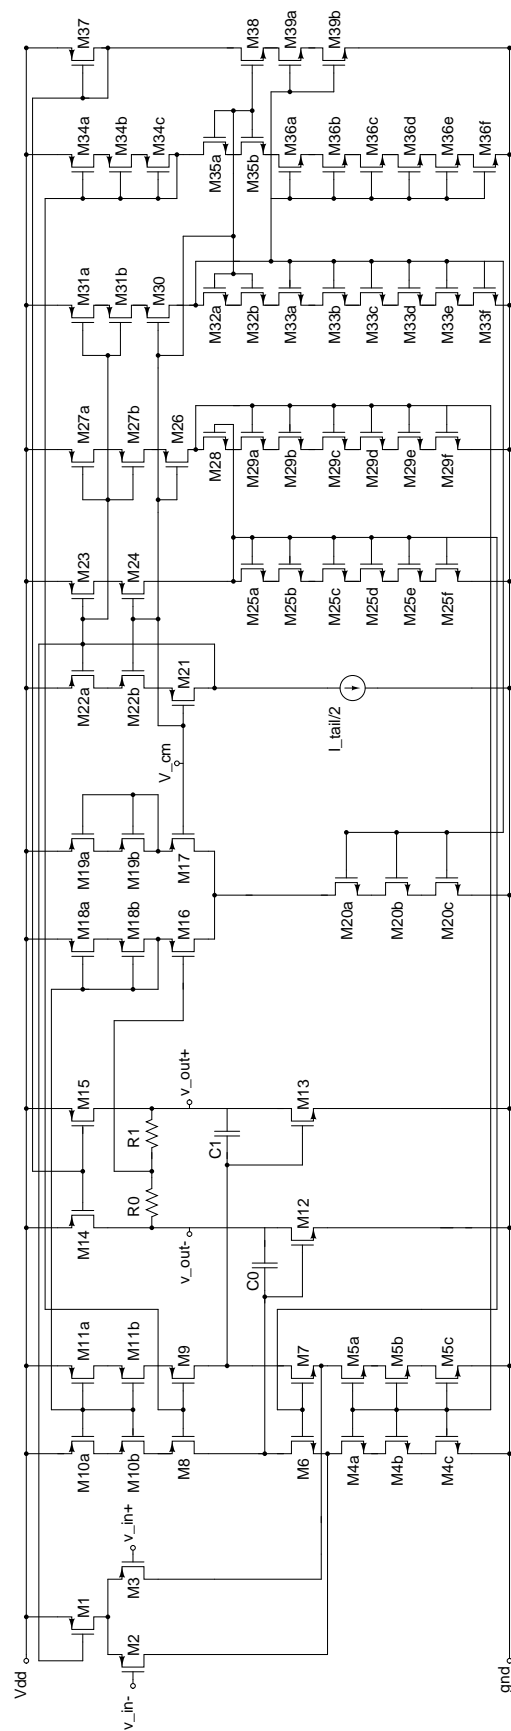 M37
M38
M39a
M39b
M34a
M34b
M34c
M35a
M35b
M36a
M36b
M36c
M36d
M36e
M36f
M31a
M31b
M30
M32a
M32b
M33a
M33b
M33c
M33d
M33e
M33f
M27a
M27b
M26
M28
M29a
M29b
M29c
M29d
M29e
M29f
M23
M24
M25a
M25b
M25c
M25d
M25e
M25f
M22a
M22b
M21
I_tail/2
V_cm
M19a
M19b
M17
M18a
M18b
M16
M20a
M20b
M20c
M15
R1
v_out+
C1
M13
M14
R0
v_out-
C0
M12
M11a
M11b
M9
M7
M5a
M5b
M5c
M10a
M10b
M8
M6
M4a
M4b
M4c
v_in+
M1
M3
M2
v_in-
Vdd
gnd